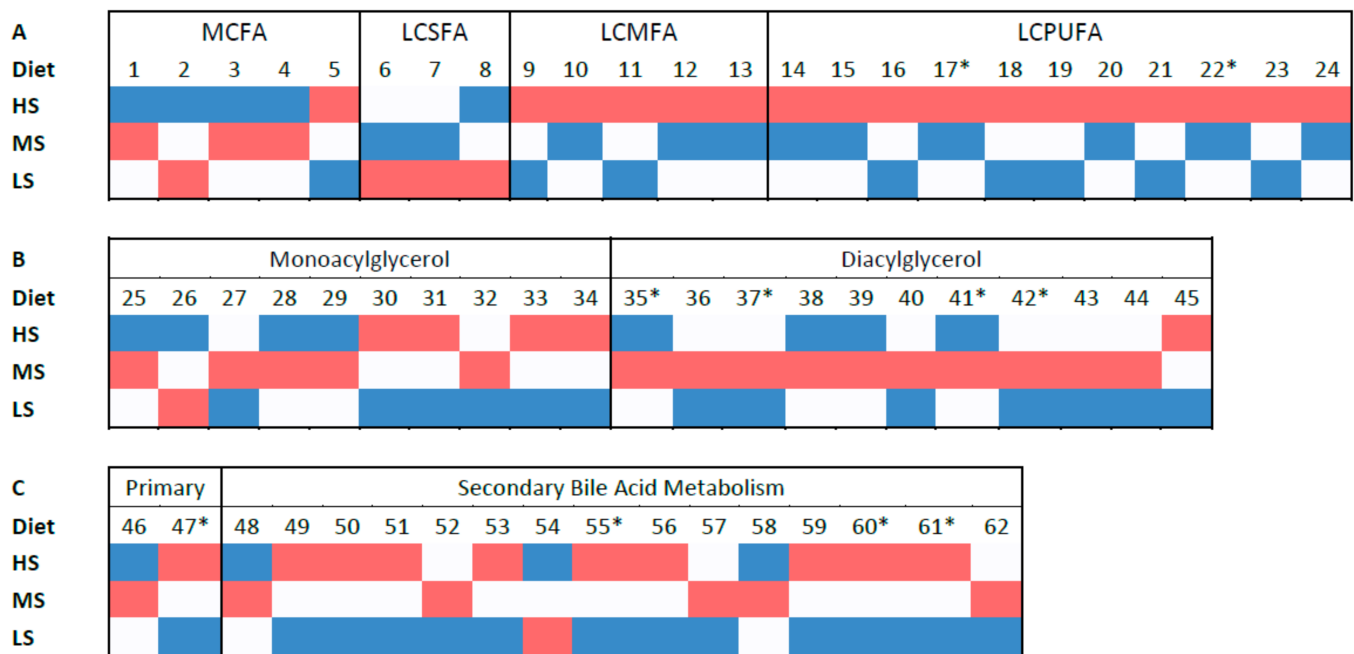 A MCFA LCSFA LCMFA LCPUFA
Diet 1 2 3 4 5 6 7 8 9 10 11 12 13 14 15 16 17* 18 19 20 21 22* 23 24
HS
MS
LS
B Monoacylglycerol Diacylglycerol
Diet 25 26 27 28 29 30 31 32 33 34 35* 36 37* 38 39 40 41* 42* 43 44 45
HS
MS
LS
C Primary Secondary Bile Acid Metabolism
Diet 46 47* 48 49 50 51 52 53 54 55* 56 57 58 59 60* 61* 62
HS
MS
LS